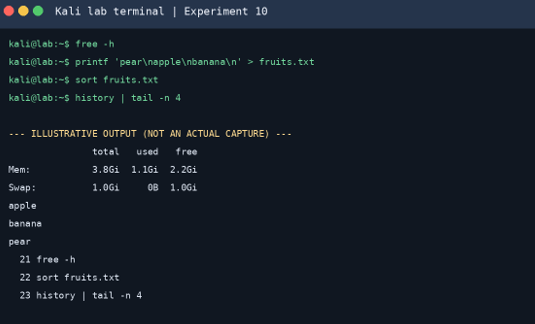 Kali lab terminal | Experiment 10
kali@lab:~$ free -h
kali@lab:~$ printf 'pear\napple\nbanana\n' > fruits.txt
kali@lab:~$ sort fruits.txt
kali@lab:~$ history | tail -n 4
--- ILLUSTRATIVE OUTPUT (NOT AN ACTUAL CAPTURE) ---
total used free
Mem: 3.8Gi 1.1Gi 2.2Gi
Swap: 1.0Gi 0B 1.0Gi
apple
banana
pear
21 free -h
22 sort fruits.txt
23 history | tail -n 4